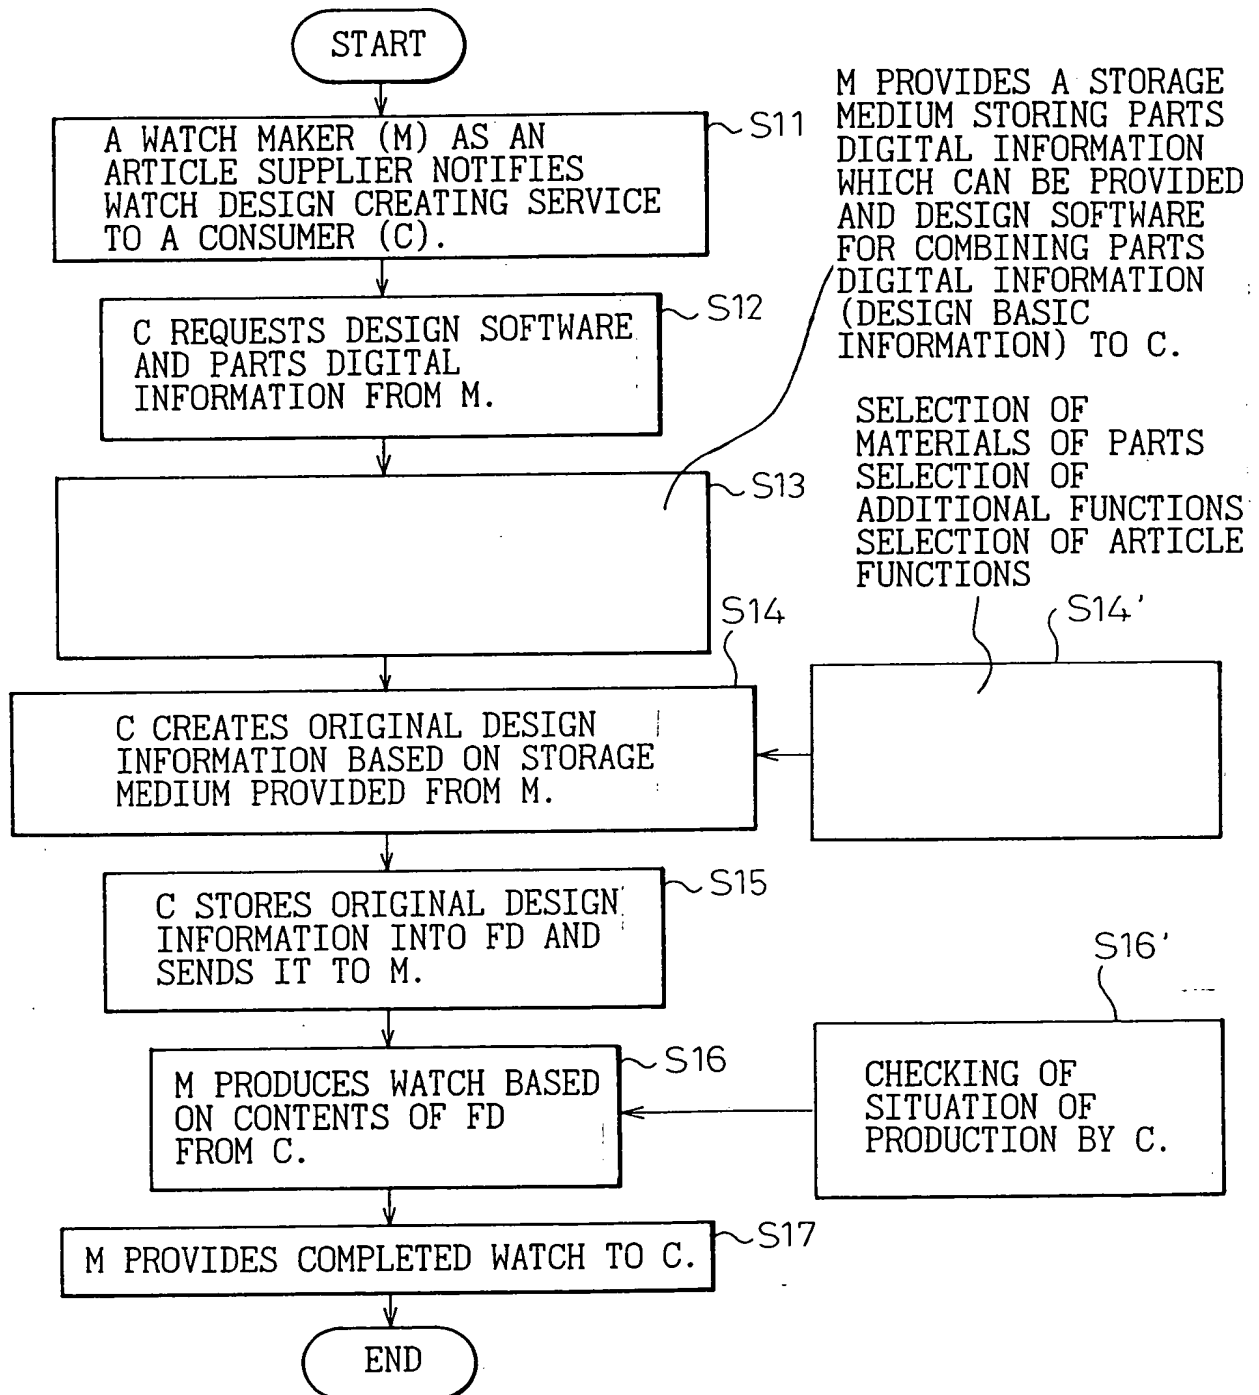 START
A WATCH MAKER (M) AS AN
ARTICLE SUPPLIER NOTIFIES
WATCH DESIGN CREATING SERVICE
TO A CONSUMER (C).
S11
C REQUESTS DESIGN SOFTWARE
AND PARTS DIGITAL
INFORMATION FROM M.
S12
M PROVIDES A STORAGE
MEDIUM STORING PARTS
DIGITAL INFORMATION
WHICH CAN BE PROVIDED
AND DESIGN SOFTWARE
FOR COMBINING PARTS
DIGITAL INFORMATION
(DESIGN BASIC
INFORMATION) TO C.
S13
SELECTION OF
MATERIALS OF PARTS
SELECTION OF
ADDITIONAL FUNCTIONS
SELECTION OF ARTICLE
FUNCTIONS
S14'
S14
C CREATES ORIGINAL DESIGN
INFORMATION BASED ON STORAGE
MEDIUM PROVIDED FROM M.
C STORES ORIGINAL DESIGN
INFORMATION INTO FD AND
SENDS IT TO M.
S15
M PRODUCES WATCH BASED
ON CONTENTS OF FD
FROM C.
S16
S16'
CHECKING OF
SITUATION OF
PRODUCTION BY C.
M PROVIDES COMPLETED WATCH TO C.
S17
END